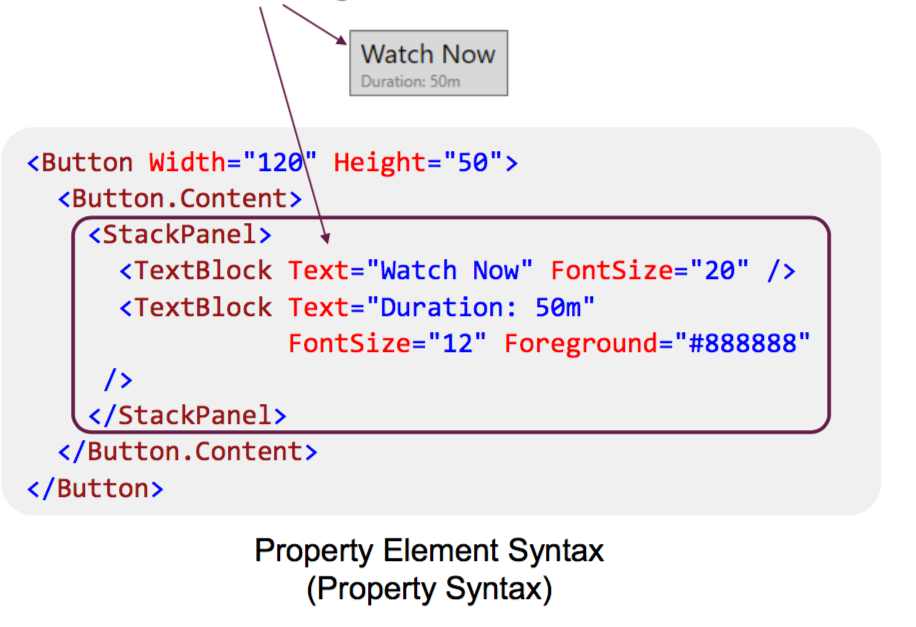 Watch Now
Duration: 50m
<Button Width="120" Height="50">
<Button.Content>
<StackPanel>
<TextBlock Text="Watch Now" FontSize="20" />
<TextBlock Text="Duration: 50m"
FontSize="12" Foreground="#888888"
/>
</StackPanel>
</Button.Content>
</Button>
Property Element Syntax
(Property Syntax)